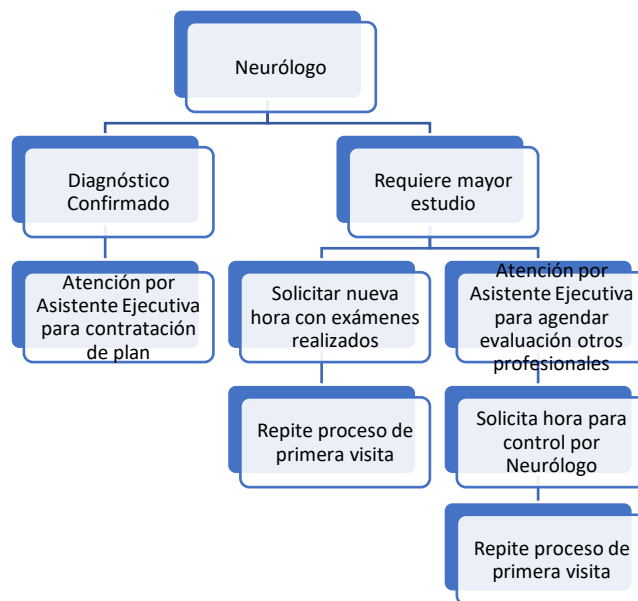 Neurólogo
Diagnóstico
Confirmado
Requiere mayor
estudio
Atención por
Asistente Ejecutiva
para contratación
de plan
Solicitar nueva
hora con exámenes
realizados
Atención por
Asistente Ejecutiva
para agendar
evaluación otros
profesionales
Repite proceso de
primera visita
Solicita hora para
control por
Neurólogo
Repite proceso de
primera visita